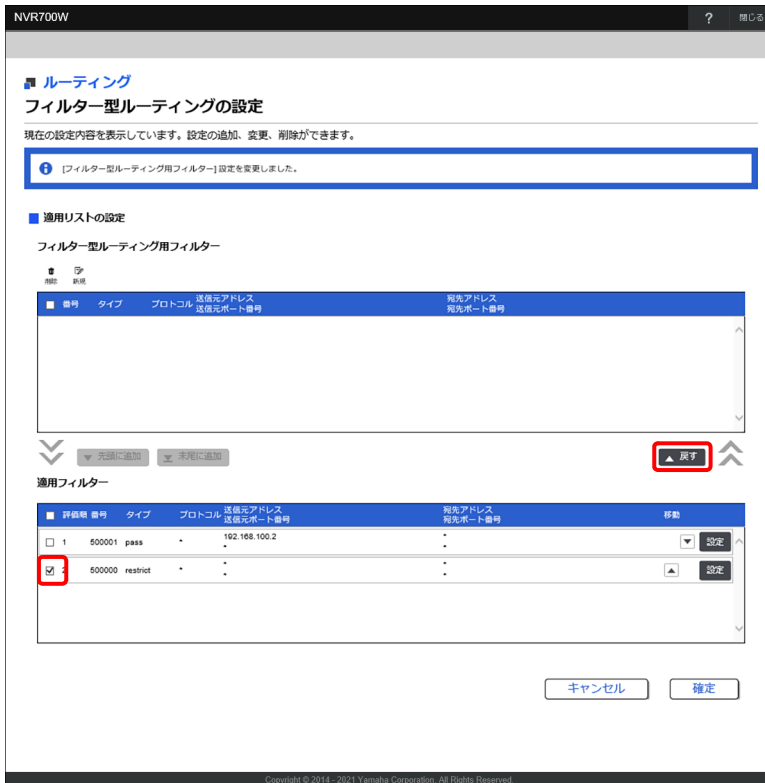 NVR700W ? 閉じる
ルーティング
フィルター型ルーティングの設定
現在の設定内容を表示しています。設定の追加、変更、削除ができます。
[フィルター型ルーティング用フィルター] 設定を変更しました。
適用リストの設定
フィルター型ルーティング用フィルター
削除 新規
番号 タイプ プロトコル 送信元アドレス 宛先アドレス
送信元ポート番号 宛先ポート番号
先頭に追加 末尾に追加 戻す
適用フィルター
評価順 番号 タイプ プロトコル 送信元アドレス 宛先アドレス 移動
送信元ポート番号 宛先ポート番号
1 500001 pass * 192.168.100.2 * 設定
* *
2 500000 restrict * * * 設定
* *
キャンセル 確定
Copyright © 2014 - 2021 Yamaha Corporation. All Rights Reserved.